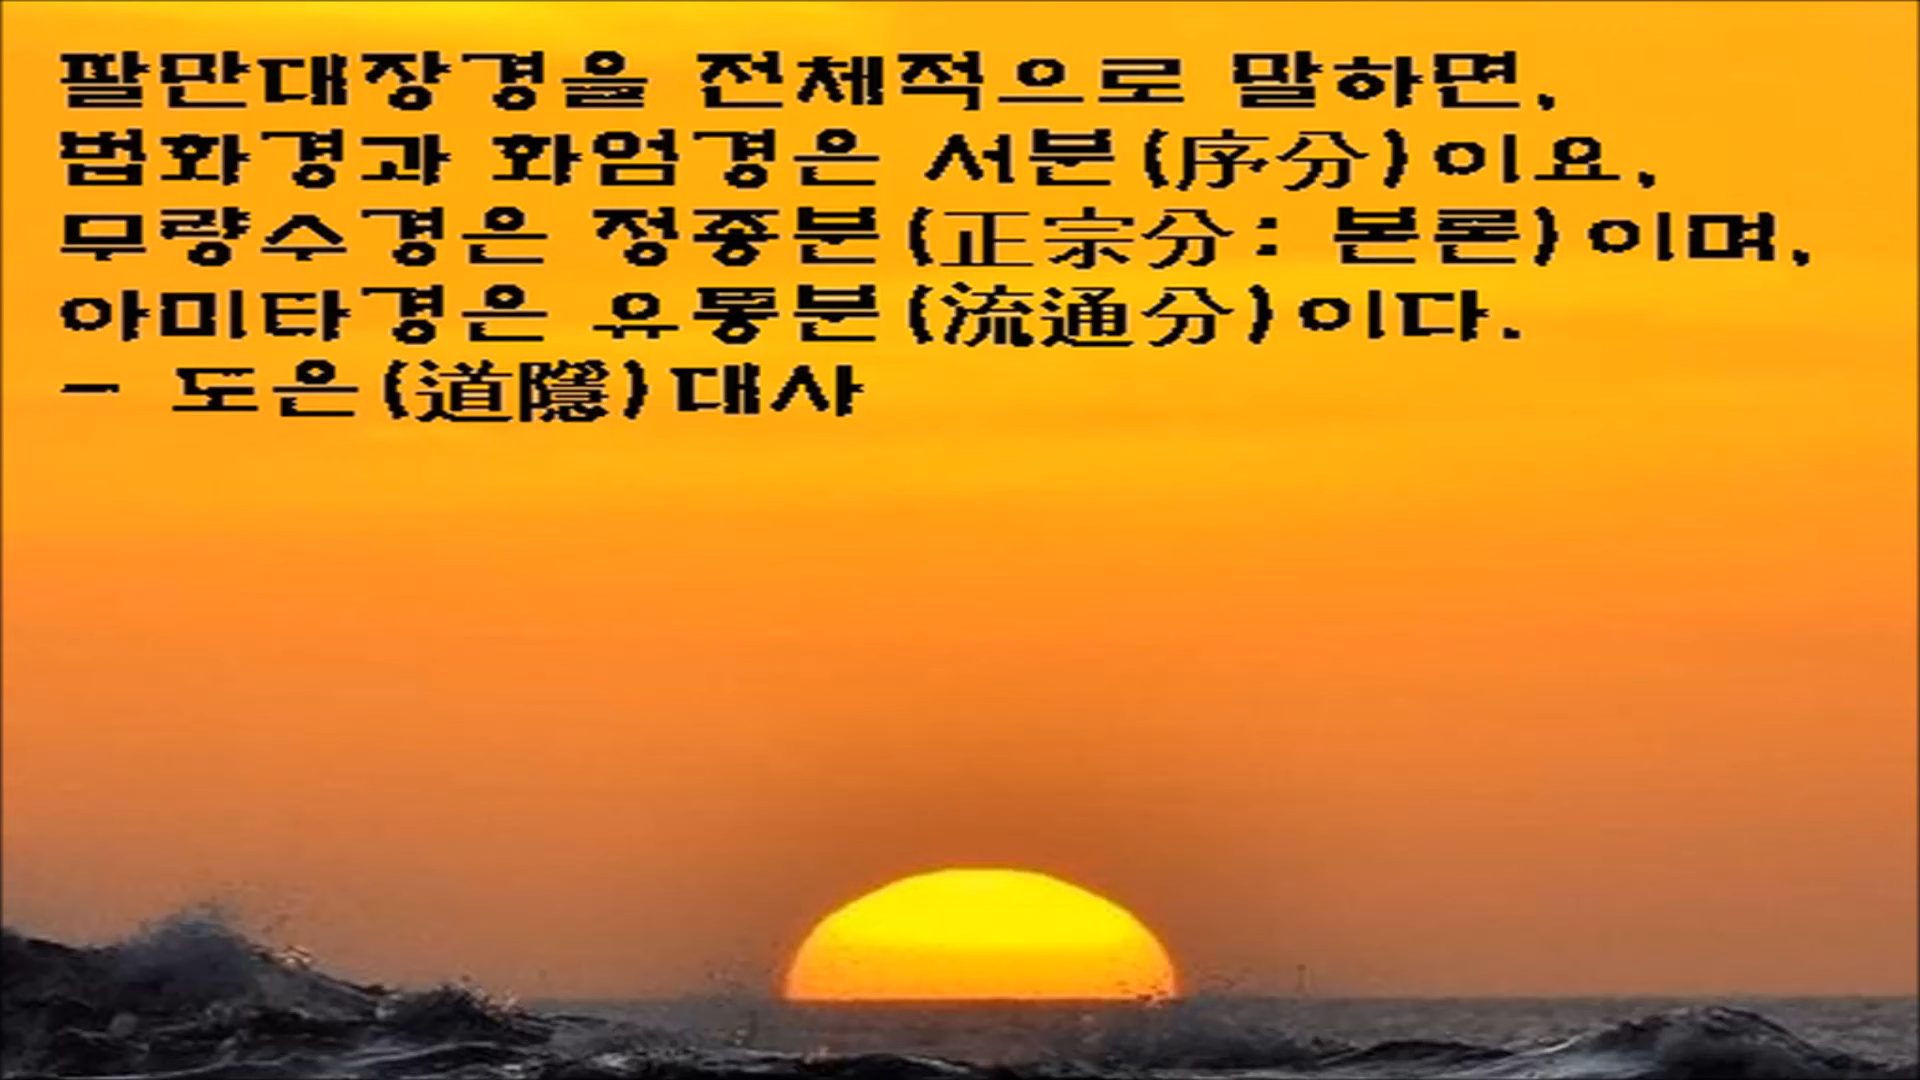 팔만대장경을 전체적으로 말하면,
법화경과 화엄경은 서분(序分)이요,
무량수경은 정종분(正宗分: 본론)이며,
아미타경은 유통분(流通分)이다.
- 도은(道隱)대사